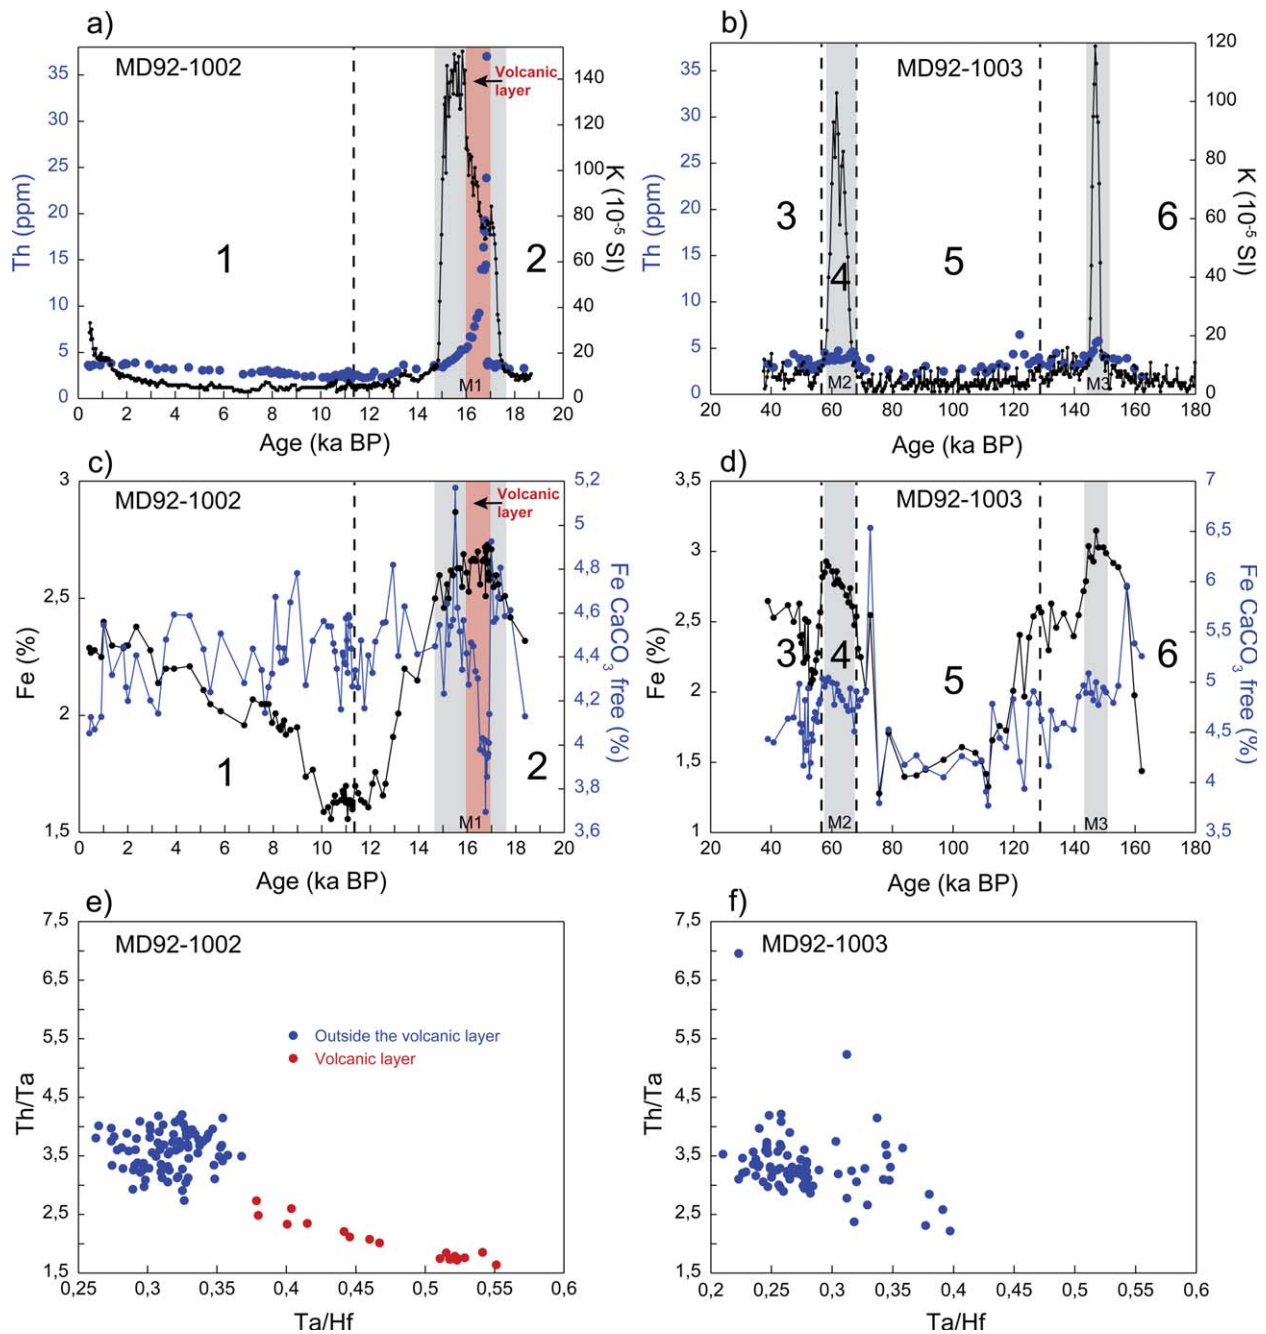 a)
MD92-1002
Volcanic
layer
1
2
M1
35
30
25
20
15
10
5
0
Th (ppm)
140
120
100
80
60
40
20
0
K (10-5 SI)
0 2 4 6 8 10 12 14 16 18 20
Age (ka BP)
b)
MD92-1003
3
4
5
6
M2
M3
35
30
25
20
15
10
5
0
Th (ppm)
120
100
80
60
40
20
0
K (10-5 SI)
20 40 60 80 100 120 140 160 180
Age (ka BP)
c)
MD92-1002
Volcanic
layer
1
2
M1
3
2.5
2
1,5
Fe (%)
5,2
5
4,8
4,6
4,4
4,2
4
3,8
3,6
Fe CaCO3 free (%)
0 2 4 6 8 10 12 14 16 18 20
Age (ka BP)
d)
MD92-1003
3
4
5
6
M2
M3
3,5
3
2.5
2
1.5
1
Fe (%)
7
6,5
6
5,5
5
4,5
4
3,5
Fe CaCO3 free (%)
20 40 60 80 100 120 140 160 180
Age (ka BP)
e)
MD92-1002
Outside the volcanic layer
Volcanic layer
7,5
6,5
5,5
4,5
3,5
2,5
1,5
Th/Ta
0,25 0,3 0,35 0,4 0,45 0,5 0,55 0,6
Ta/Hf
f)
MD92-1003
7,5
6,5
5,5
4,5
3,5
2,5
1,5
Th/Ta
0,2 0,25 0,3 0,35 0,4 0,45 0,5 0,55 0,6
Ta/Hf